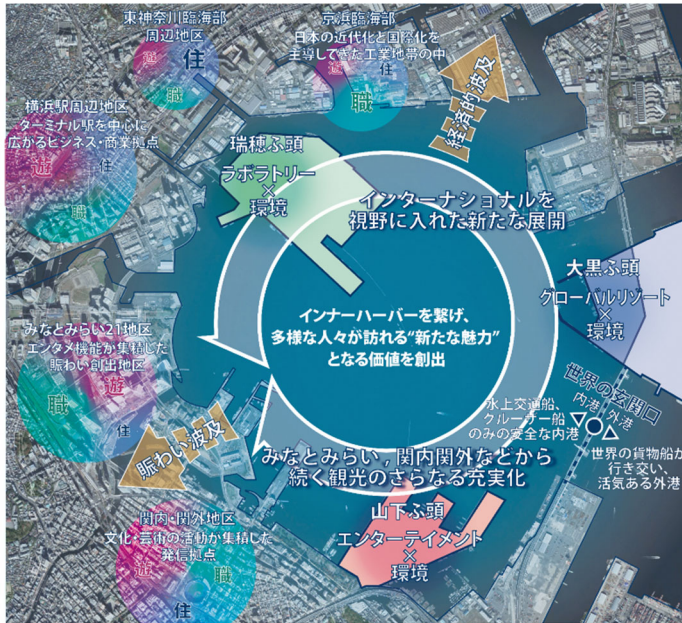 東神奈川臨海部
周辺地区
住
遊
職
京浜臨海部
日本の近代化と国際化を
主導してきた工業地帯の中
遊
住
職
経済的波及
横浜駅周辺地区
ターミナル駅を中心に
広がるビジネス・商業拠点
住
遊
職
瑞穂ふ頭
ラボラトリー
×
環境
インターナショナルを
視野に入れた新たな展開
大黒ふ頭
グローバルリゾート
×
環境
インナーハーバーを繋げ、
多様な人々が訪れる“新たな魅力”
となる価値を創出
みなとみらい21地区
エンタメ機能が集積した
賑わい創出地区
遊
職
住
世界の玄関口
内港 外港
水上交通船、
クルーザー船
のみの安全な内港
世界の貨物船が
行き交い、
活気ある外港
賑わい波及
みなとみらい,関内関外などから
続く観光のさらなる充実化
山下ふ頭
エンターテイメント
×
環境
関内・関外地区
文化・芸術の活動が集積した
発信拠点
遊
職
住